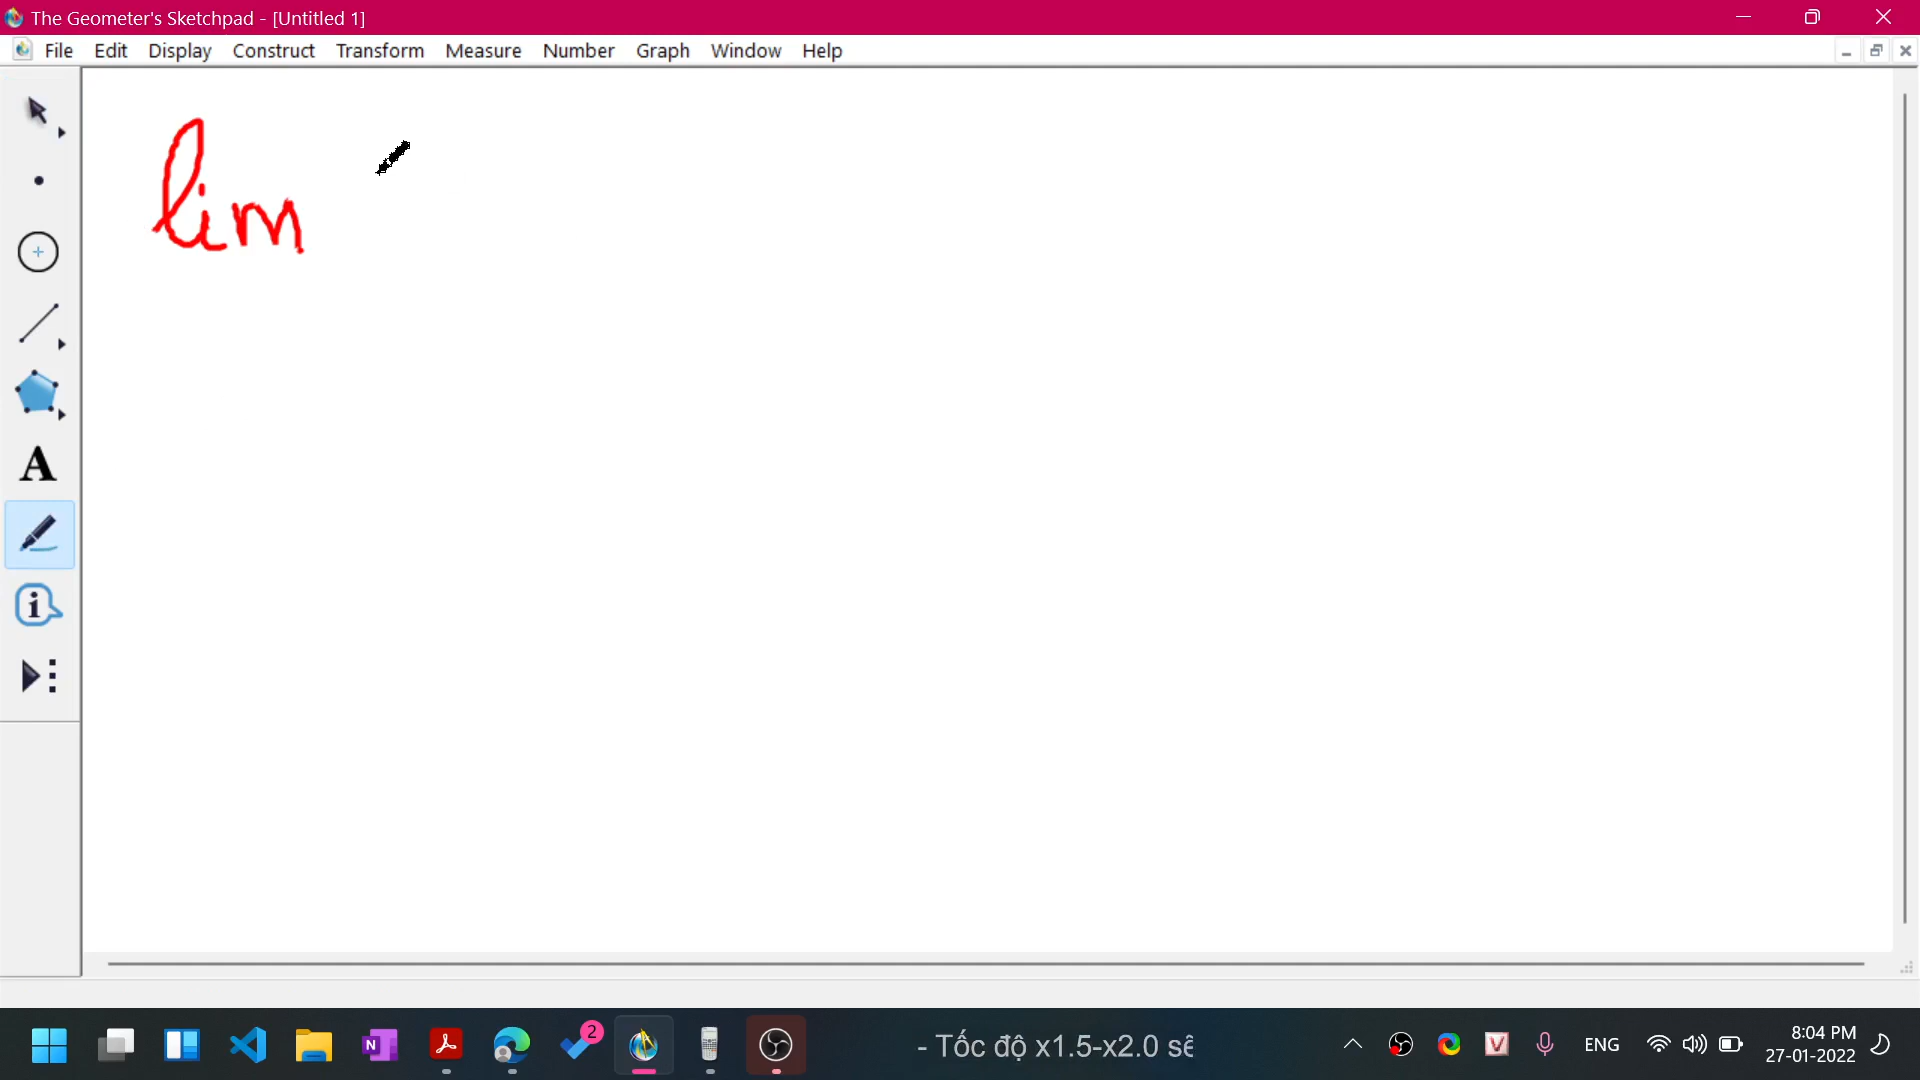 The Geometer's Sketchpad - [Untitled 1]
File Edit Display Construct Transform Measure Number Graph Window Help
lim
A
i
N
2
- Tốc độ x1.5-x2.0 sẽ
V
ENG
8:04 PM
27-01-2022